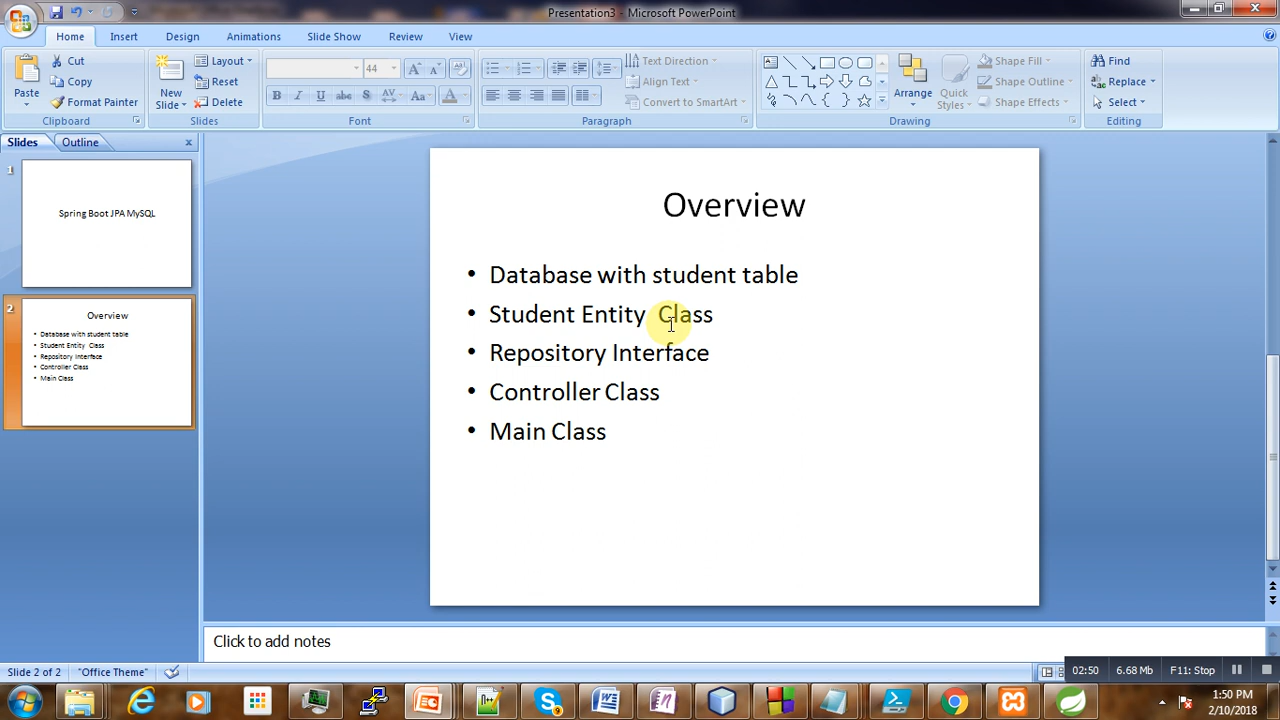 Presentation3 - Microsoft PowerPoint
Home Insert Design Animations Slide Show Review View
Paste
Cut
Copy
Format Painter
Clipboard
New Slide
Layout
Reset
Delete
Slides
44
B I U abc S AV Aa A
Font
Text Direction
Align Text
Convert to SmartArt
Paragraph
Arrange
Quick Styles
Shape Fill
Shape Outline
Shape Effects
Drawing
Find
Replace
Select
Editing
Slides Outline
1
Spring Boot JPA MySQL
2
Overview
• Database with student table
• Student Entity Class
• Repository Interface
• Controller Class
• Main Class
Overview
• Database with student table
• Student Entity Class
• Repository Interface
• Controller Class
• Main Class
Click to add notes
Slide 2 of 2 "Office Theme"
02:50 6.68 Mb F11: Stop
1:50 PM
2/10/2018